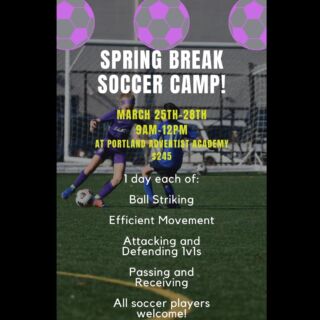 SPRING BREAK
SOCCER CAMP!
MARCH 25TH-28TH
9AM-12PM
AT PORTLAND ADVENTIST ACADEMY
$245
1 day each of:
Ball Striking
Efficient Movement
Attacking and
Defending 1v1s
Passing and
Receiving
All soccer players
welcome!